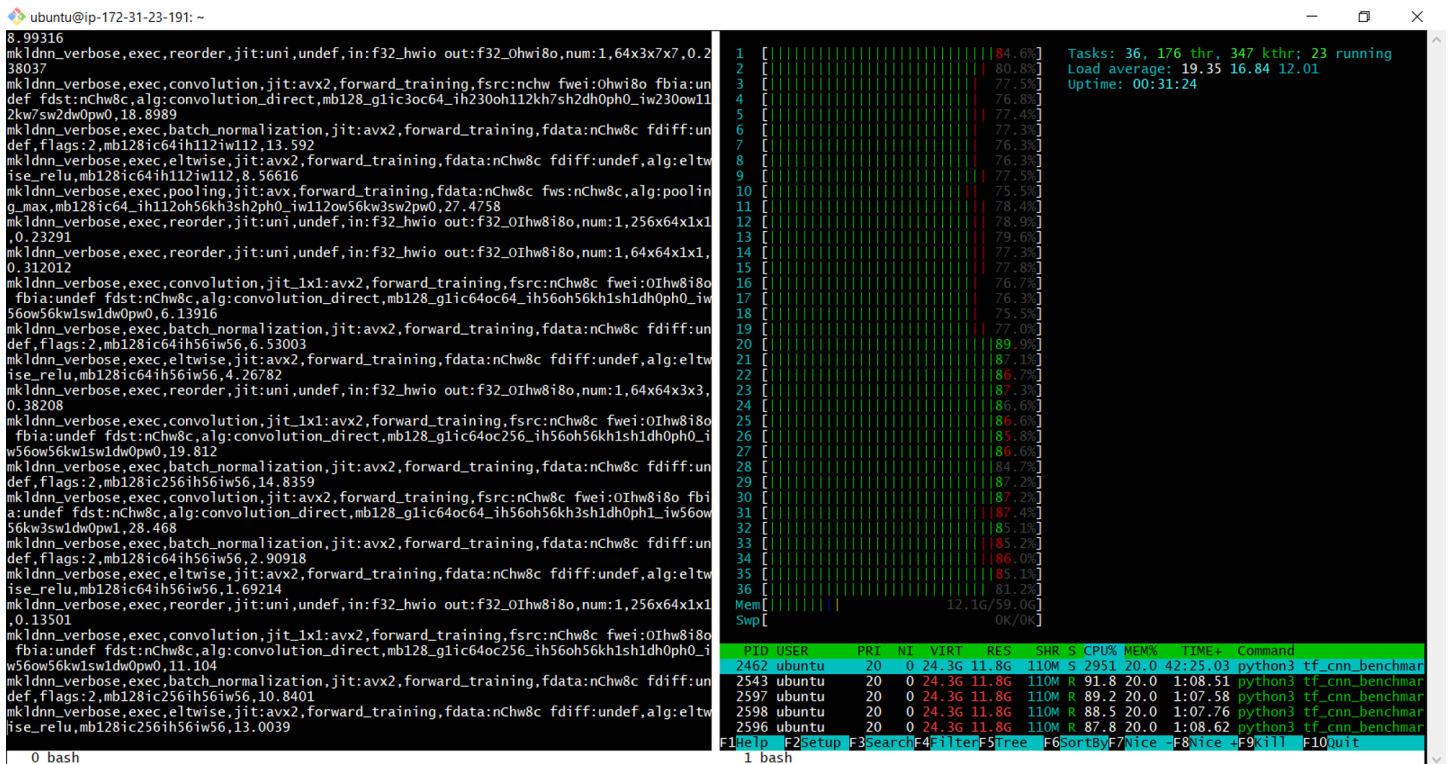 ubuntu@ip-172-31-23-191: ~
8.99316
mkldnn_verbose,exec,reorder,jit:uni,undef,in:f32_hwio out:f32_Ohwi8o,num:1,64x3x7x7,0.2
38037
mkldnn_verbose,exec,convolution,jit:avx2,forward_training,fsrc:nchw fwei:Ohwi8o fbia:un
def fdst:nChw8c,alg:convolution_direct,mb128_g1ic3oc64_ih230oh112kh7sh2dh0ph0_iw230ow11
2kw7sw2dw0pw0,18.8989
mkldnn_verbose,exec,batch_normalization,jit:avx2,forward_training,fdata:nChw8c fdiff:un
def,flags:2,mb128ic64ih112iw112,13.592
mkldnn_verbose,exec,eltwise,jit:avx2,forward_training,fdata:nChw8c fdiff:undef,alg:eltw
ise_relu,mb128ic64ih112iw112,8.56616
mkldnn_verbose,exec,pooling,jit:avx,forward_training,fdata:nChw8c fws:nChw8c,alg:poolin
g_max,mb128ic64_ih112oh56kh3sh2ph0_iw112ow56kw3sw2pw0,27.4758
mkldnn_verbose,exec,reorder,jit:uni,undef,in:f32_hwio out:f32_OIhw8i8o,num:1,256x64x1x1
,0.23291
mkldnn_verbose,exec,reorder,jit:uni,undef,in:f32_hwio out:f32_OIhw8i8o,num:1,64x64x1x1,
0.312012
mkldnn_verbose,exec,convolution,jit_1x1:avx2,forward_training,fsrc:nChw8c fwei:OIhw8i8o
fbia:undef fdst:nChw8c,alg:convolution_direct,mb128_g1ic64oc64_ih56oh56kh1sh1dh0ph0_iw
56ow56kw1sw1dw0pw0,6.13916
mkldnn_verbose,exec,batch_normalization,jit:avx2,forward_training,fdata:nChw8c fdiff:un
def,flags:2,mb128ic64ih56iw56,6.53003
mkldnn_verbose,exec,eltwise,jit:avx2,forward_training,fdata:nChw8c fdiff:undef,alg:eltw
ise_relu,mb128ic64ih56iw56,4.26782
mkldnn_verbose,exec,reorder,jit:uni,undef,in:f32_hwio out:f32_OIhw8i8o,num:1,64x64x3x3,
0.38208
mkldnn_verbose,exec,convolution,jit_1x1:avx2,forward_training,fsrc:nChw8c fwei:OIhw8i8o
fbia:undef fdst:nChw8c,alg:convolution_direct,mb128_g1ic64oc256_ih56oh56kh1sh1dh0ph0_i
w56ow56kw1sw1dw0pw0,19.812
mkldnn_verbose,exec,batch_normalization,jit:avx2,forward_training,fdata:nChw8c fdiff:un
def,flags:2,mb128ic256ih56iw56,14.8359
mkldnn_verbose,exec,convolution,jit:avx2,forward_training,fsrc:nChw8c fwei:OIhw8i8o fbi
a:undef fdst:nChw8c,alg:convolution_direct,mb128_g1ic64oc64_ih56oh56kh3sh1dh0ph1_iw56ow
56kw3sw1dw0pw1,28.468
mkldnn_verbose,exec,batch_normalization,jit:avx2,forward_training,fdata:nChw8c fdiff:un
def,flags:2,mb128ic64ih56iw56,2.90918
mkldnn_verbose,exec,eltwise,jit:avx2,forward_training,fdata:nChw8c fdiff:undef,alg:eltw
ise_relu,mb128ic64ih56iw56,1.69214
mkldnn_verbose,exec,reorder,jit:uni,undef,in:f32_hwio out:f32_OIhw8i8o,num:1,256x64x1x1
,0.13501
mkldnn_verbose,exec,convolution,jit_1x1:avx2,forward_training,fsrc:nChw8c fwei:OIhw8i8o
fbia:undef fdst:nChw8c,alg:convolution_direct,mb128_g1ic64oc256_ih56oh56kh1sh1dh0ph0_i
w56ow56kw1sw1dw0pw0,11.104
mkldnn_verbose,exec,batch_normalization,jit:avx2,forward_training,fdata:nChw8c fdiff:un
def,flags:2,mb128ic256ih56iw56,10.8401
mkldnn_verbose,exec,eltwise,jit:avx2,forward_training,fdata:nChw8c fdiff:undef,alg:eltw
ise_relu,mb128ic256ih56iw56,13.0039
0 bash
1 [84.6%]
2 [80.8%]
3 [77.5%]
4 [76.8%]
5 [77.4%]
6 [77.3%]
7 [76.3%]
8 [76.3%]
9 [77.5%]
10 [75.5%]
11 [78.4%]
12 [78.9%]
13 [79.6%]
14 [77.3%]
15 [77.8%]
16 [76.7%]
17 [76.3%]
18 [75.5%]
19 [77.0%]
20 [89.9%]
21 [87.1%]
22 [86.7%]
23 [87.3%]
24 [86.6%]
25 [86.6%]
26 [85.8%]
27 [86.6%]
28 [84.7%]
29 [87.2%]
30 [87.2%]
31 [87.4%]
32 [85.1%]
33 [85.2%]
34 [86.0%]
35 [85.1%]
36 [81.2%]
Mem[12.1G/59.0G]
Swp[0K/0K]
Tasks: 36, 176 thr, 347 kthr; 23 running
Load average: 19.35 16.84 12.01
Uptime: 00:31:24
PID USER PRI NI VIRT RES SHR S CPU% MEM% TIME+ Command
2462 ubuntu 20 0 24.3G 11.8G 110M S 2951 20.0 42:25.03 python3 tf_cnn_benchmar
2543 ubuntu 20 0 24.3G 11.8G 110M R 91.8 20.0 1:08.51 python3 tf_cnn_benchmar
2597 ubuntu 20 0 24.3G 11.8G 110M R 89.2 20.0 1:07.58 python3 tf_cnn_benchmar
2598 ubuntu 20 0 24.3G 11.8G 110M R 88.5 20.0 1:07.76 python3 tf_cnn_benchmar
2596 ubuntu 20 0 24.3G 11.8G 110M R 87.8 20.0 1:08.62 python3 tf_cnn_benchmar
F1Help F2Setup F3SearchF4FilterF5Tree F6SortByF7Nice -F8Nice +F9Kill F10Quit
1 bash